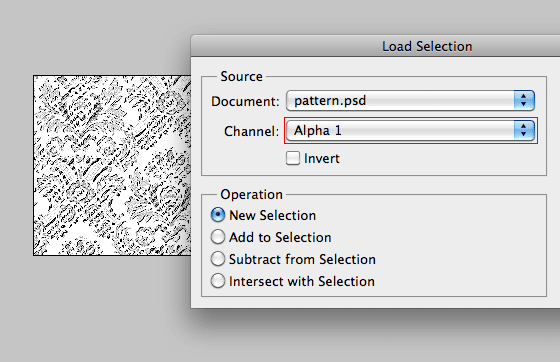 Load Selection
Source
Document: pattern.psd
Channel: Alpha 1
Invert
Operation
New Selection
Add to Selection
Subtract from Selection
Intersect with Selection